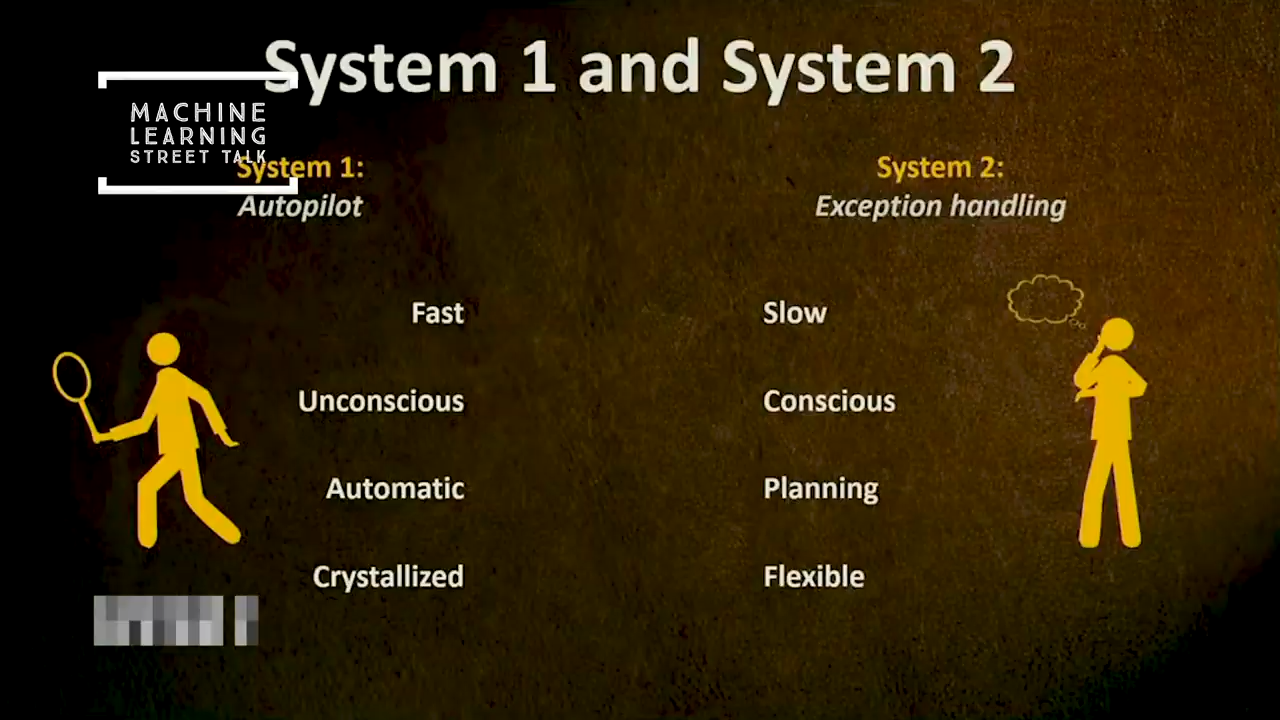 System 1 and System 2
MACHINE
LEARNING
STREET TALK
System 1:
Autopilot
System 2:
Exception handling
Fast
Slow
Unconscious
Conscious
Automatic
Planning
Crystallized
Flexible